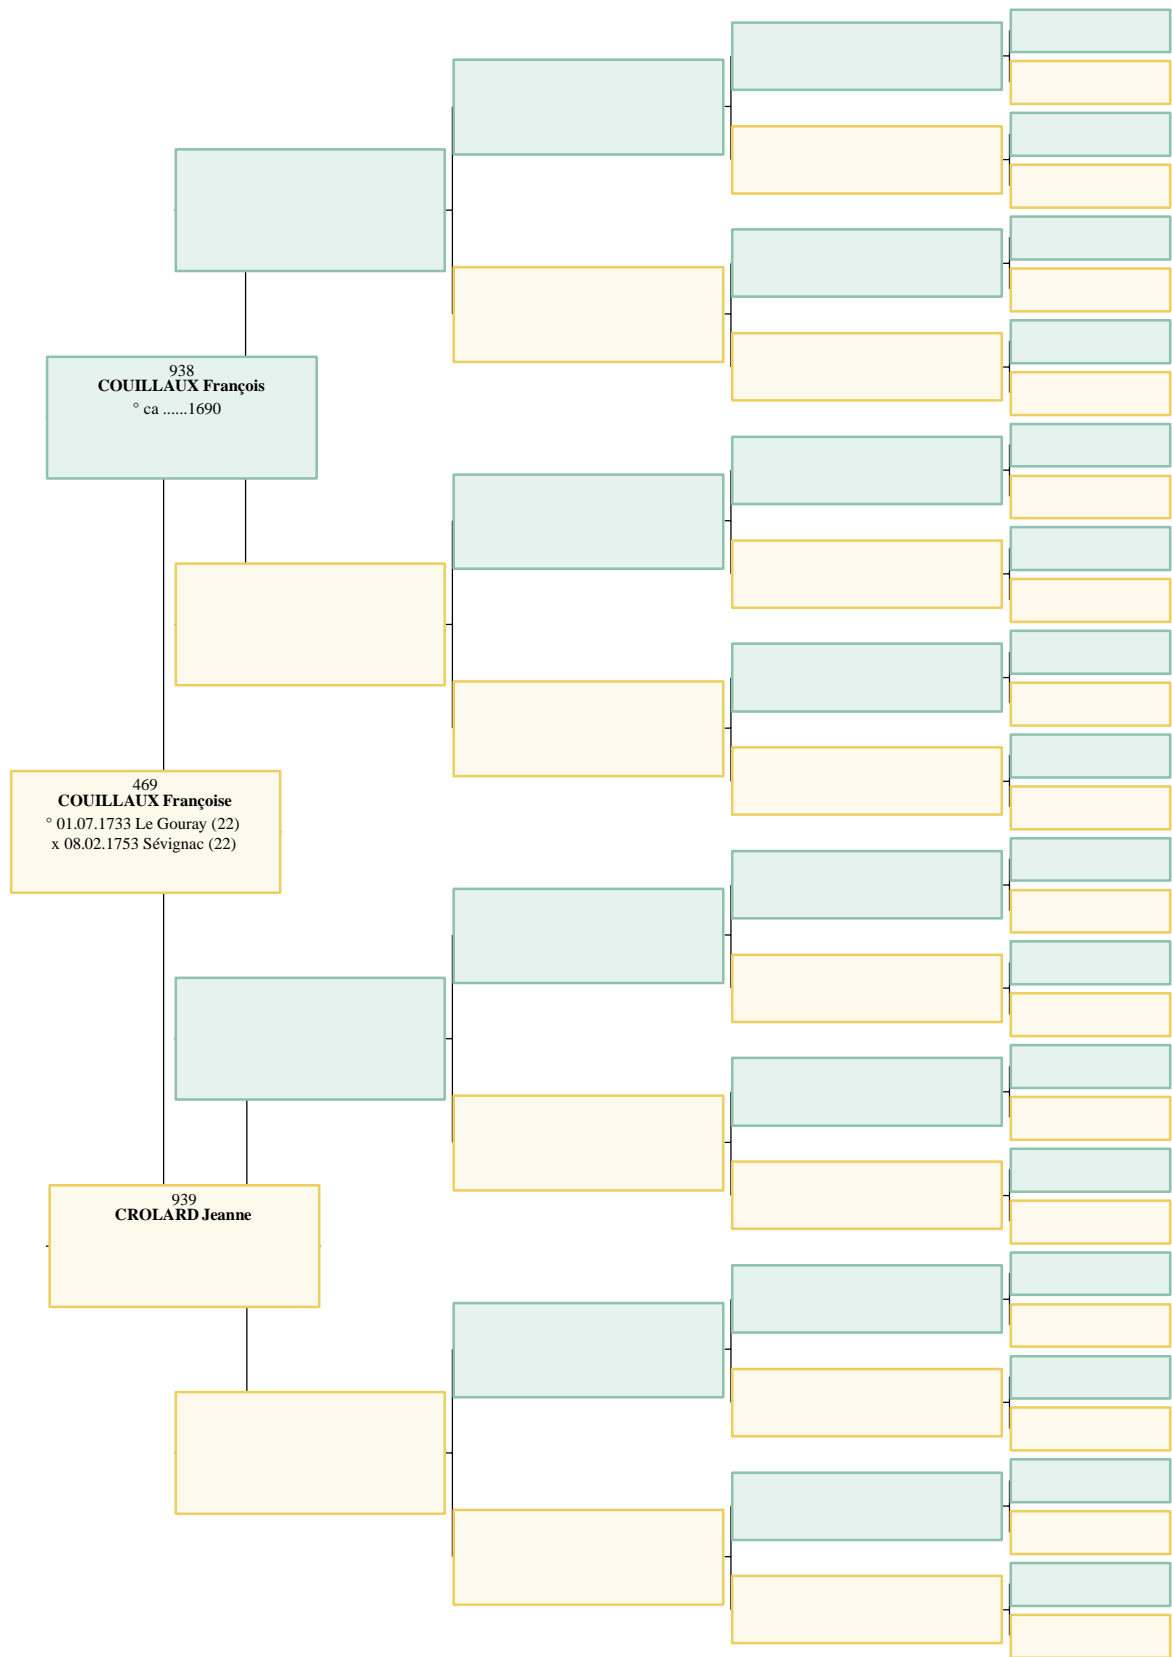 938
COUILLAUX François
° ca ......1690
469
COUILLAUX Françoise
° 01.07.1733 Le Gouray (22)
x 08.02.1753 Sévignac (22)
939
CROLARD Jeanne